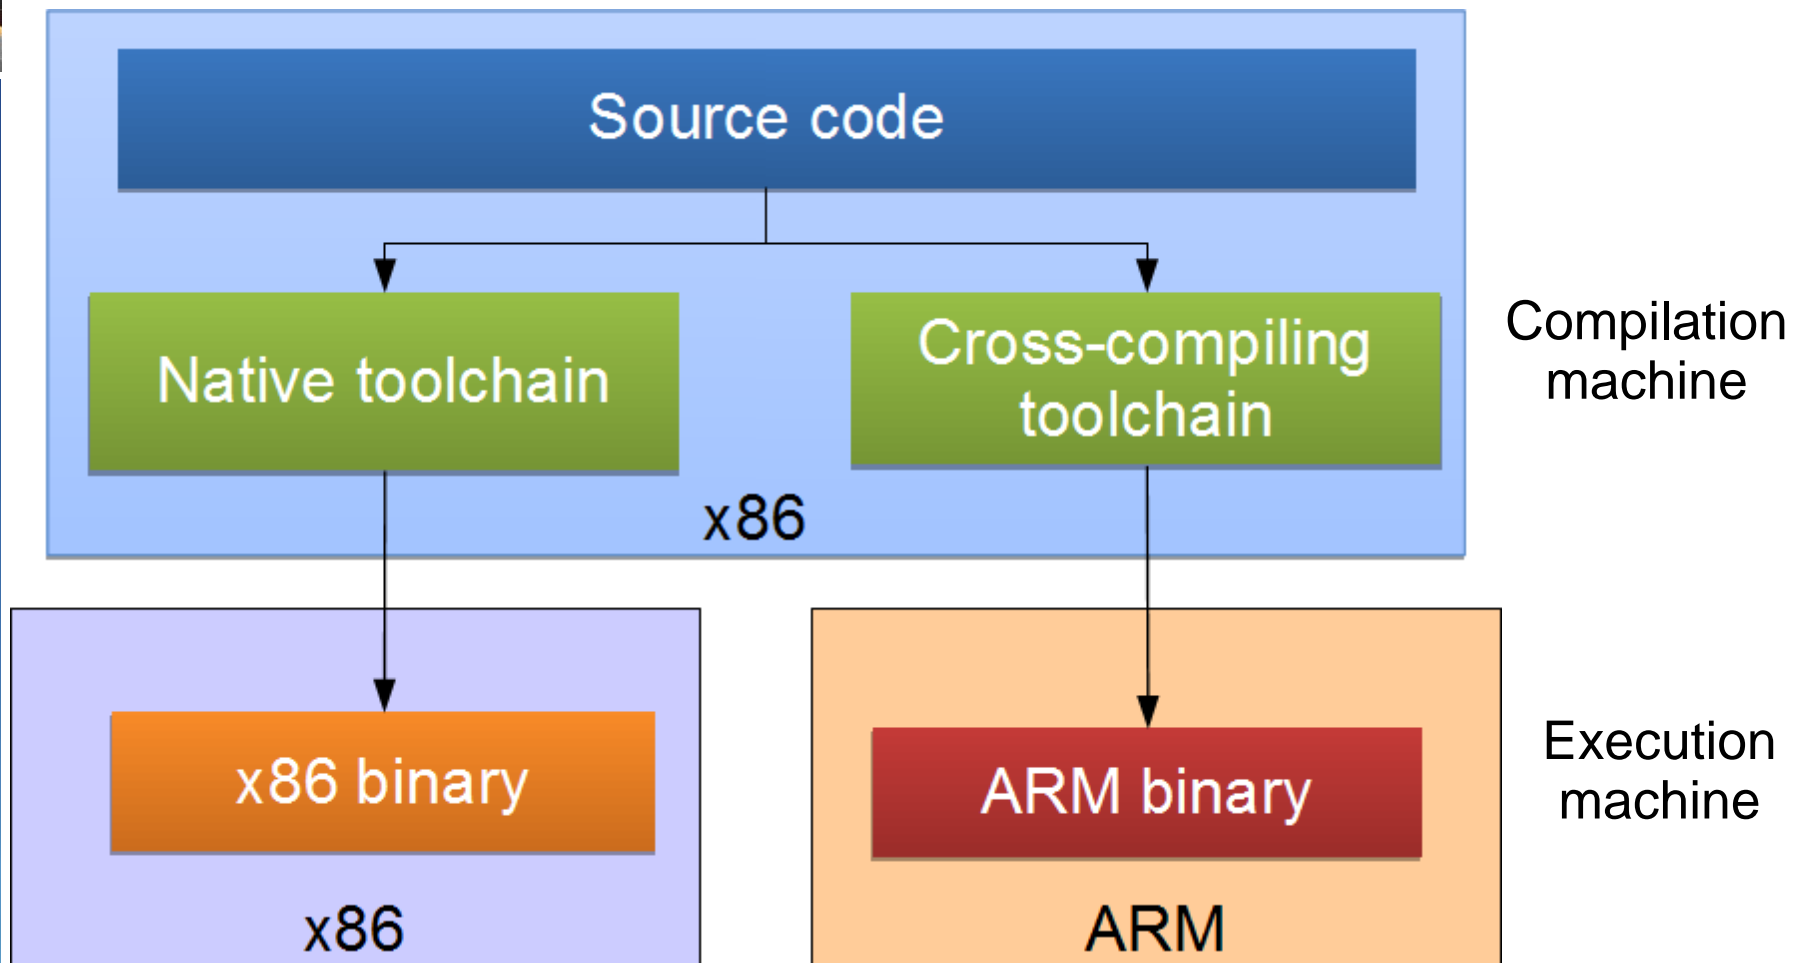 Source code
Native toolchain
Cross-compiling
toolchain
x86
Compilation
machine
x86 binary
ARM binary
x86
ARM
Execution
machine